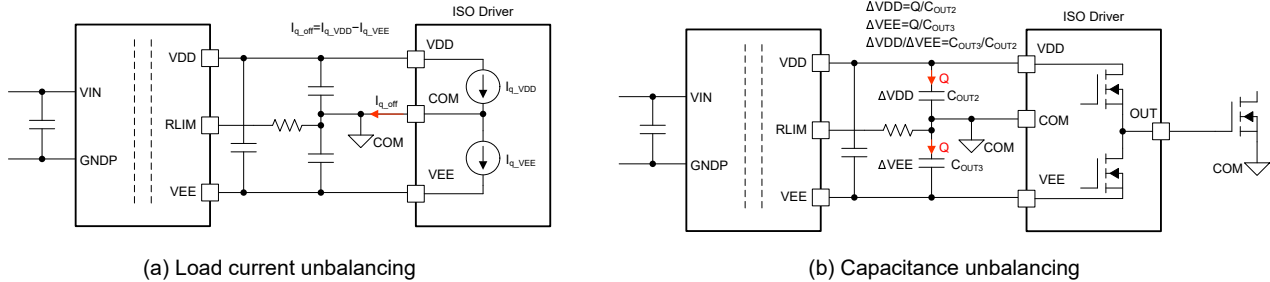 I_q_off=I_q_VDD−I_q_VEE
ISO Driver
VDD
VDD
I_q_VDD
VIN
I_q_off
COM
RLIM
COM
GNDP
I_q_VEE
VEE
VEE
(a) Load current unbalancing
ΔVDD=Q/C_OUT2
ΔVEE=Q/C_OUT3
ΔVDD/ΔVEE=C_OUT3/C_OUT2
ISO Driver
VDD
VDD
Q
VIN
ΔVDD
C_OUT2
OUT
COM
RLIM
COM
Q
GNDP
ΔVEE
C_OUT3
COM
VEE
VEE
(b) Capacitance unbalancing